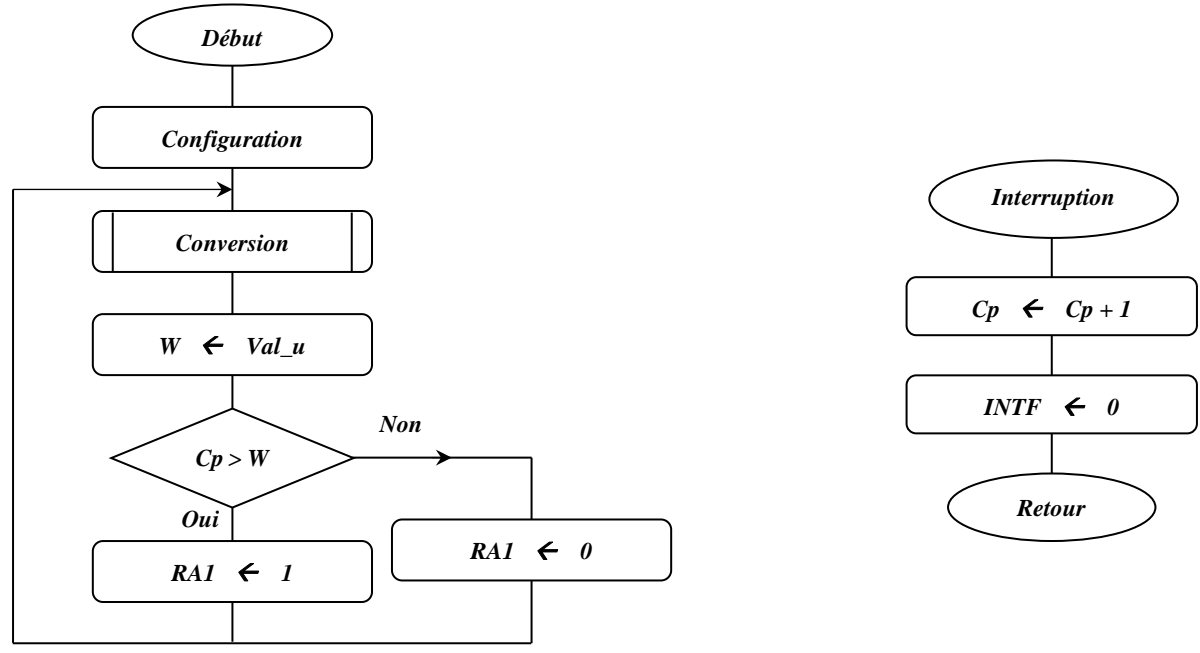 Début
Configuration
Conversion
W ← Val_u
Cp > W
Non
Oui
RA1 ← 1
RA1 ← 0
Interruption
Cp ← Cp + 1
INTF ← 0
Retour